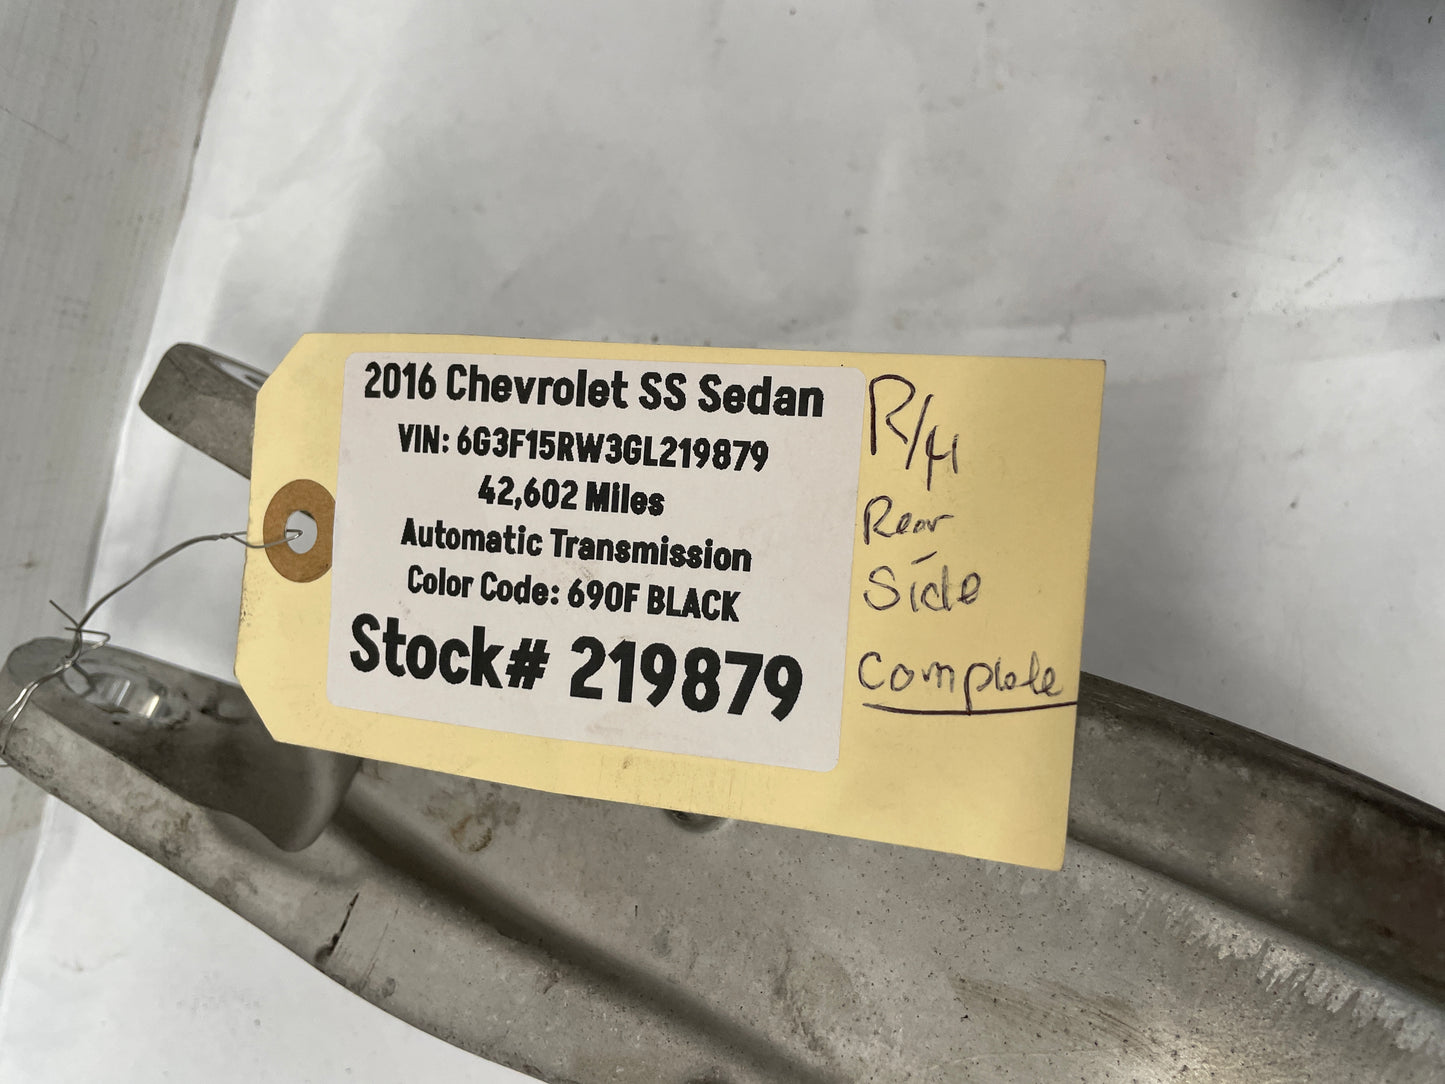 2016 Chevrolet SS Sedan
VIN: 6G3F15RW3GL219879
42,602 Miles
Automatic Transmission
Color Code: 690F BLACK
Stock# 219879
R/H
Rear
Side
Complete